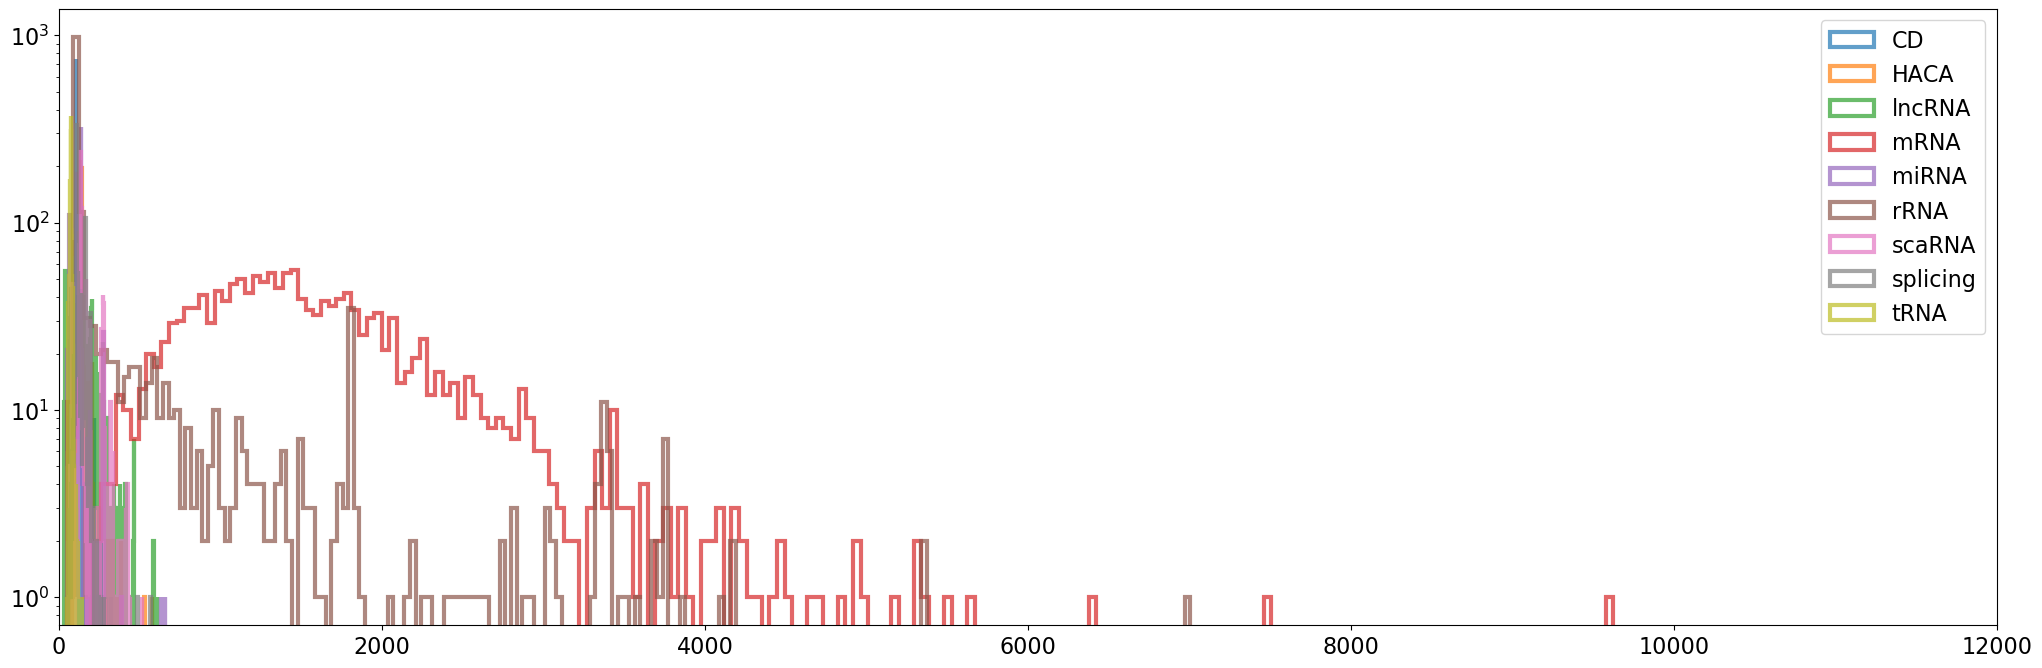 10³
10²
10¹
10⁰
0 2000 4000 6000 8000 10000 12000
CD
HACA
lncRNA
mRNA
miRNA
rRNA
scaRNA
splicing
tRNA